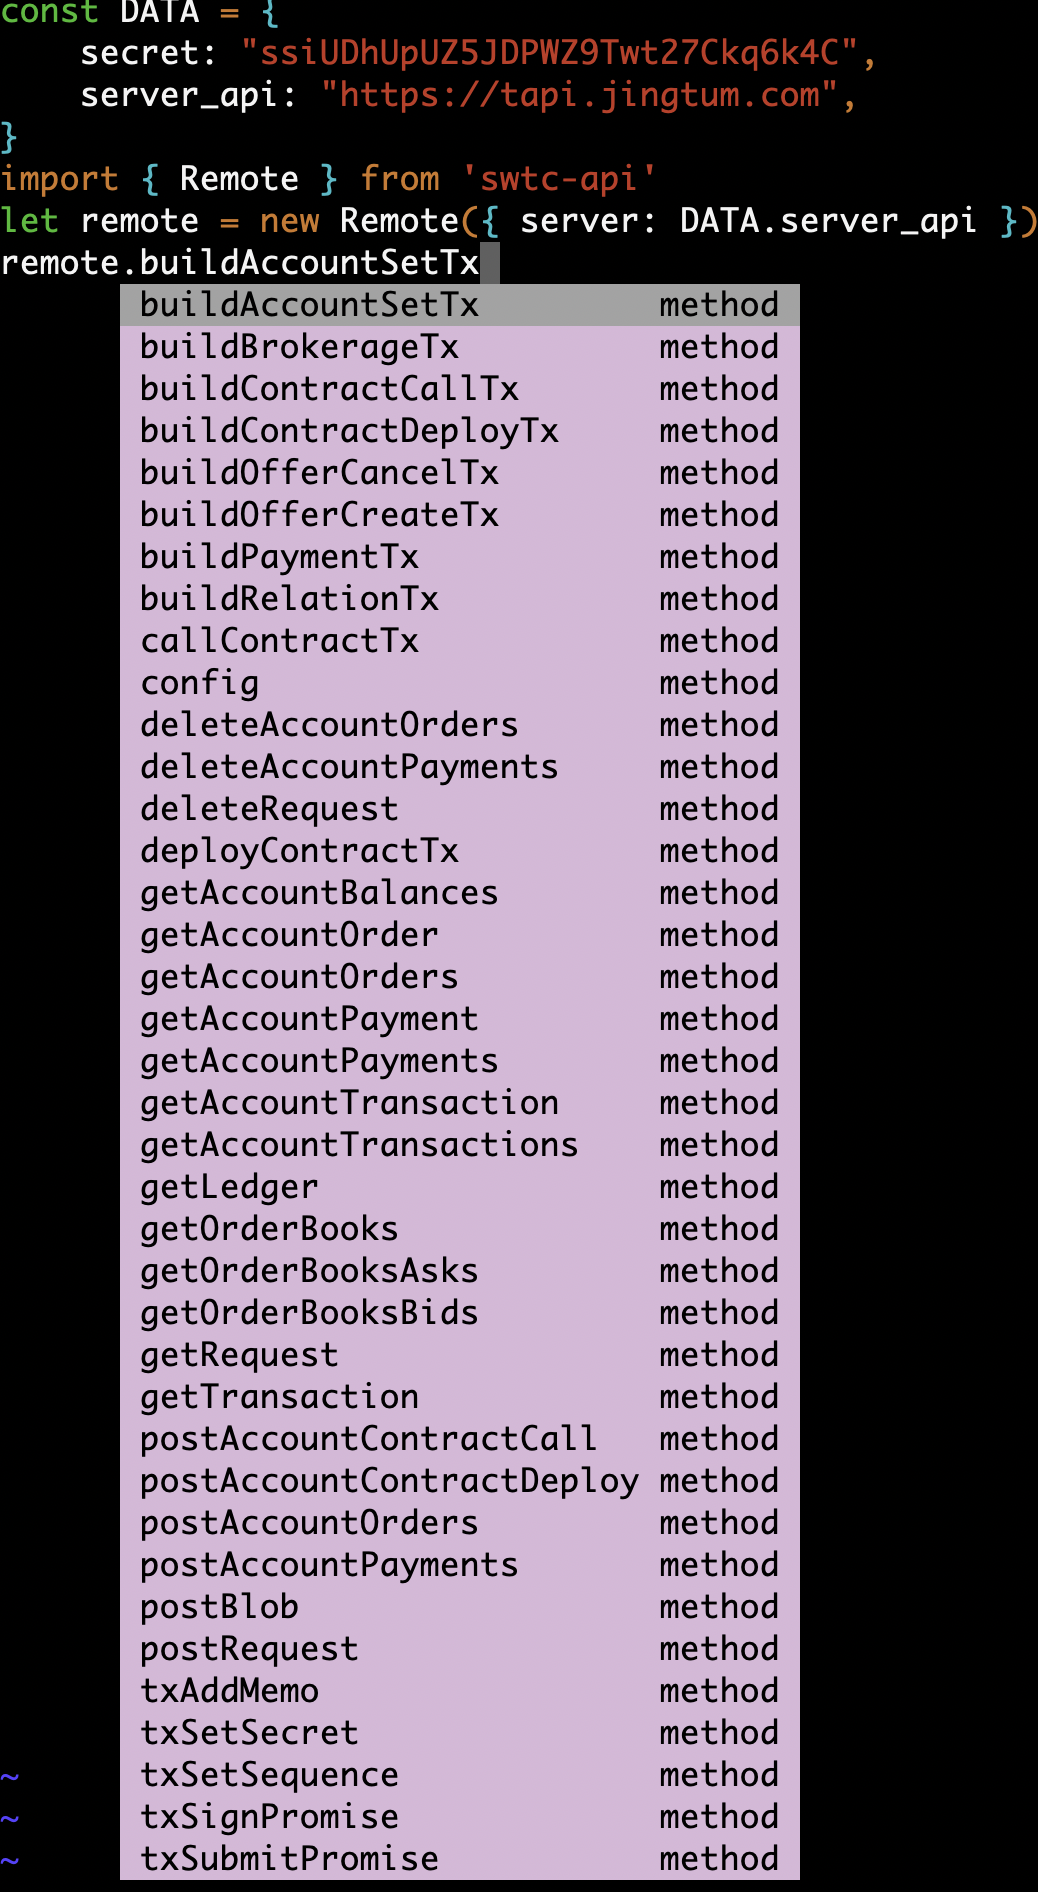 const DATA = {
    secret: "ssiUDhUpUZ5JDPWZ9Twt27Ckq6k4C",
    server_api: "https://tapi.jingtum.com",
}
import { Remote } from 'swtc-api'
let remote = new Remote({ server: DATA.server_api })
remote.buildAccountSetTx
buildAccountSetTx method
buildBrokerageTx method
buildContractCallTx method
buildContractDeployTx method
buildOfferCancelTx method
buildOfferCreateTx method
buildPaymentTx method
buildRelationTx method
callContractTx method
config method
deleteAccountOrders method
deleteAccountPayments method
deleteRequest method
deployContractTx method
getAccountBalances method
getAccountOrder method
getAccountOrders method
getAccountPayment method
getAccountPayments method
getAccountTransaction method
getAccountTransactions method
getLedger method
getOrderBooks method
getOrderBooksAsks method
getOrderBooksBids method
getRequest method
getTransaction method
postAccountContractCall method
postAccountContractDeploy method
postAccountOrders method
postAccountPayments method
postBlob method
postRequest method
txAddMemo method
txSetSecret method
~ txSetSequence method
~ txSignPromise method
~ txSubmitPromise method